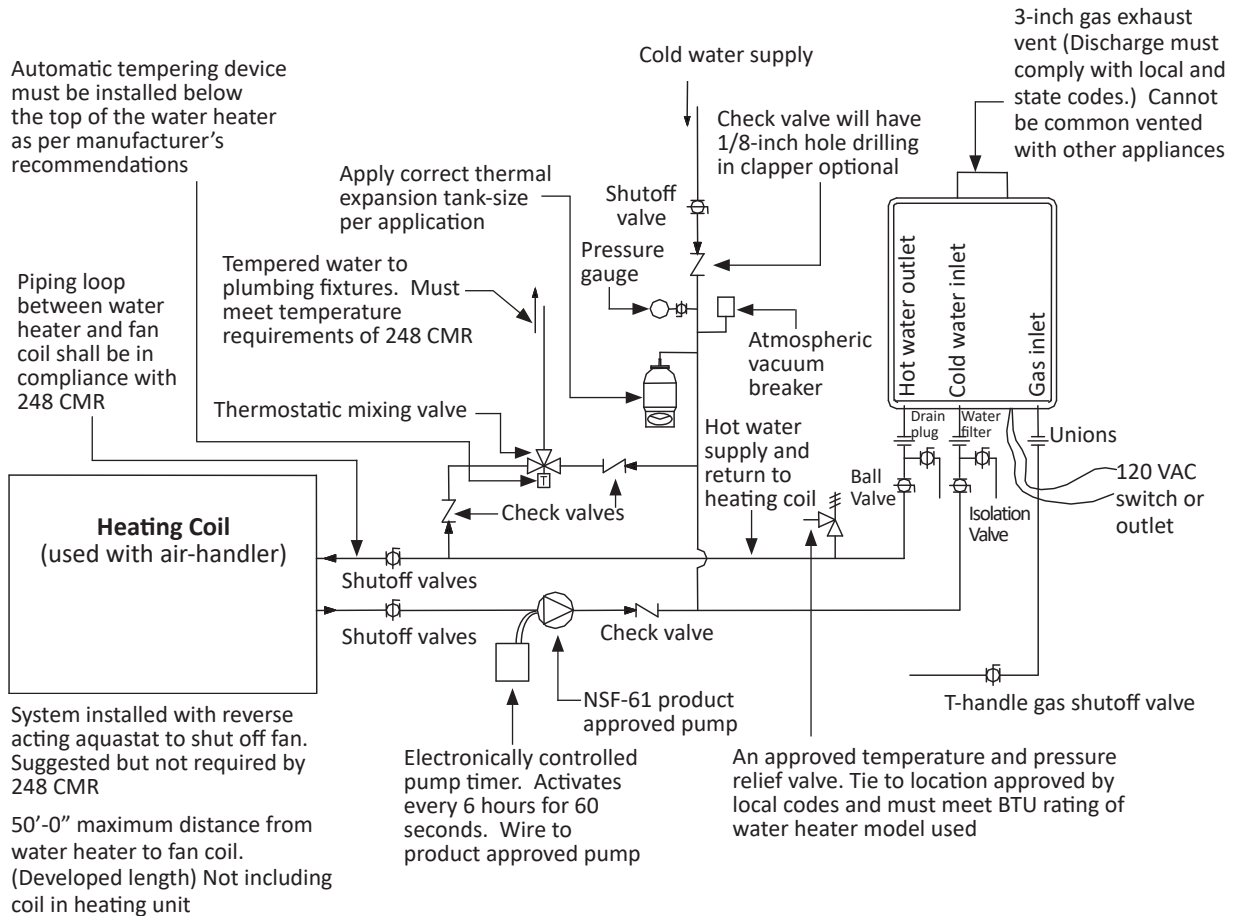 Automatic tempering device
must be installed below
the top of the water heater
as per manufacturer's
recommendations
Cold water supply
3-inch gas exhaust
vent (Discharge must
comply with local and
state codes.) Cannot
be common vented
with other appliances
Check valve will have
1/8-inch hole drilling
in clapper optional
Apply correct thermal
expansion tank-size
per application
Shutoff
valve
Pressure
gauge
Tempered water to
plumbing fixtures. Must
meet temperature
requirements of 248 CMR
Piping loop
between water
heater and fan
coil shall be in
compliance with
248 CMR
Atmospheric
vacuum
breaker
Hot water outlet
Cold water inlet
Gas inlet
Thermostatic mixing valve
T
Hot water
supply and
return to
heating coil
Drain
plug
Water
filter
Unions
Ball
Valve
Isolation
Valve
120 VAC
switch or
outlet
Check valves
Heating Coil
(used with air-handler)
Shutoff valves
Shutoff valves
Check valve
NSF-61 product
approved pump
T-handle gas shutoff valve
System installed with reverse
acting aquastat to shut off fan.
Suggested but not required by
248 CMR
50'-0" maximum distance from
water heater to fan coil.
(Developed length) Not including
coil in heating unit
Electronically controlled
pump timer. Activates
every 6 hours for 60
seconds. Wire to
product approved pump
An approved temperature and pressure
relief valve. Tie to location approved by
local codes and must meet BTU rating of
water heater model used